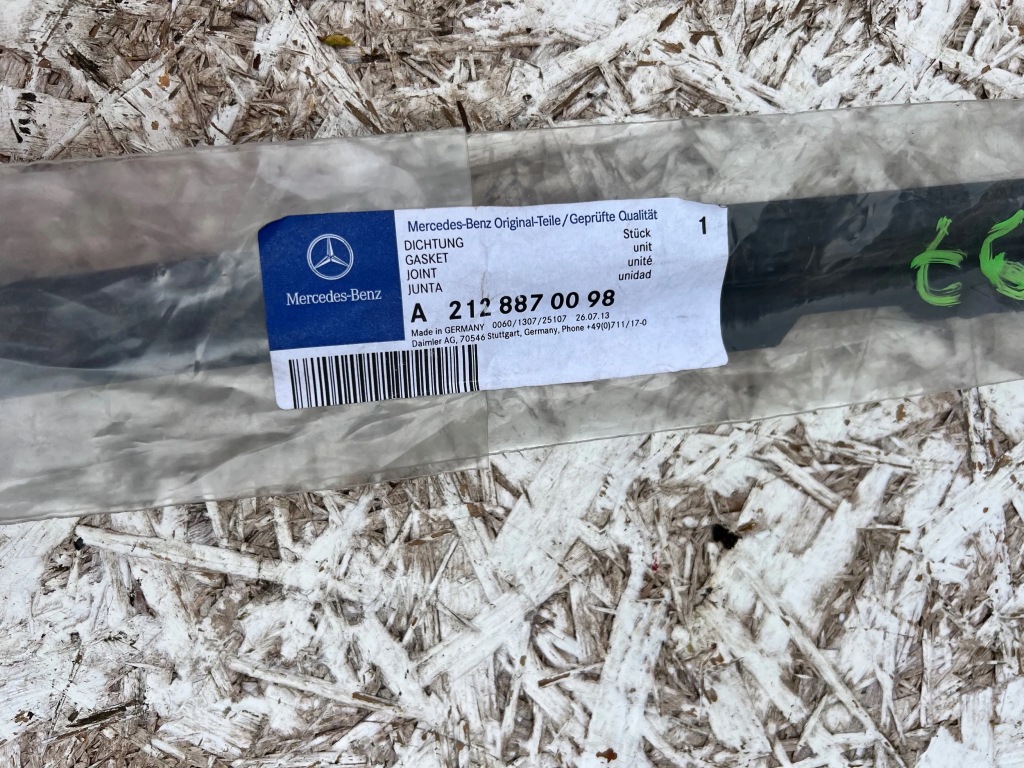 Mercedes-Benz Original-Teile/Geprüfte Qualität
1
DICHTUNG
Stück
GASKET
unit
JOINT
unité
JUNTA
unidad
Mercedes-Benz
A 212 887 00 98
Made in GERMANY 0060/1307/25107 26.07.13
Daimler AG, 70546 Stuttgart, Germany, Phone +49(0)711/17-0